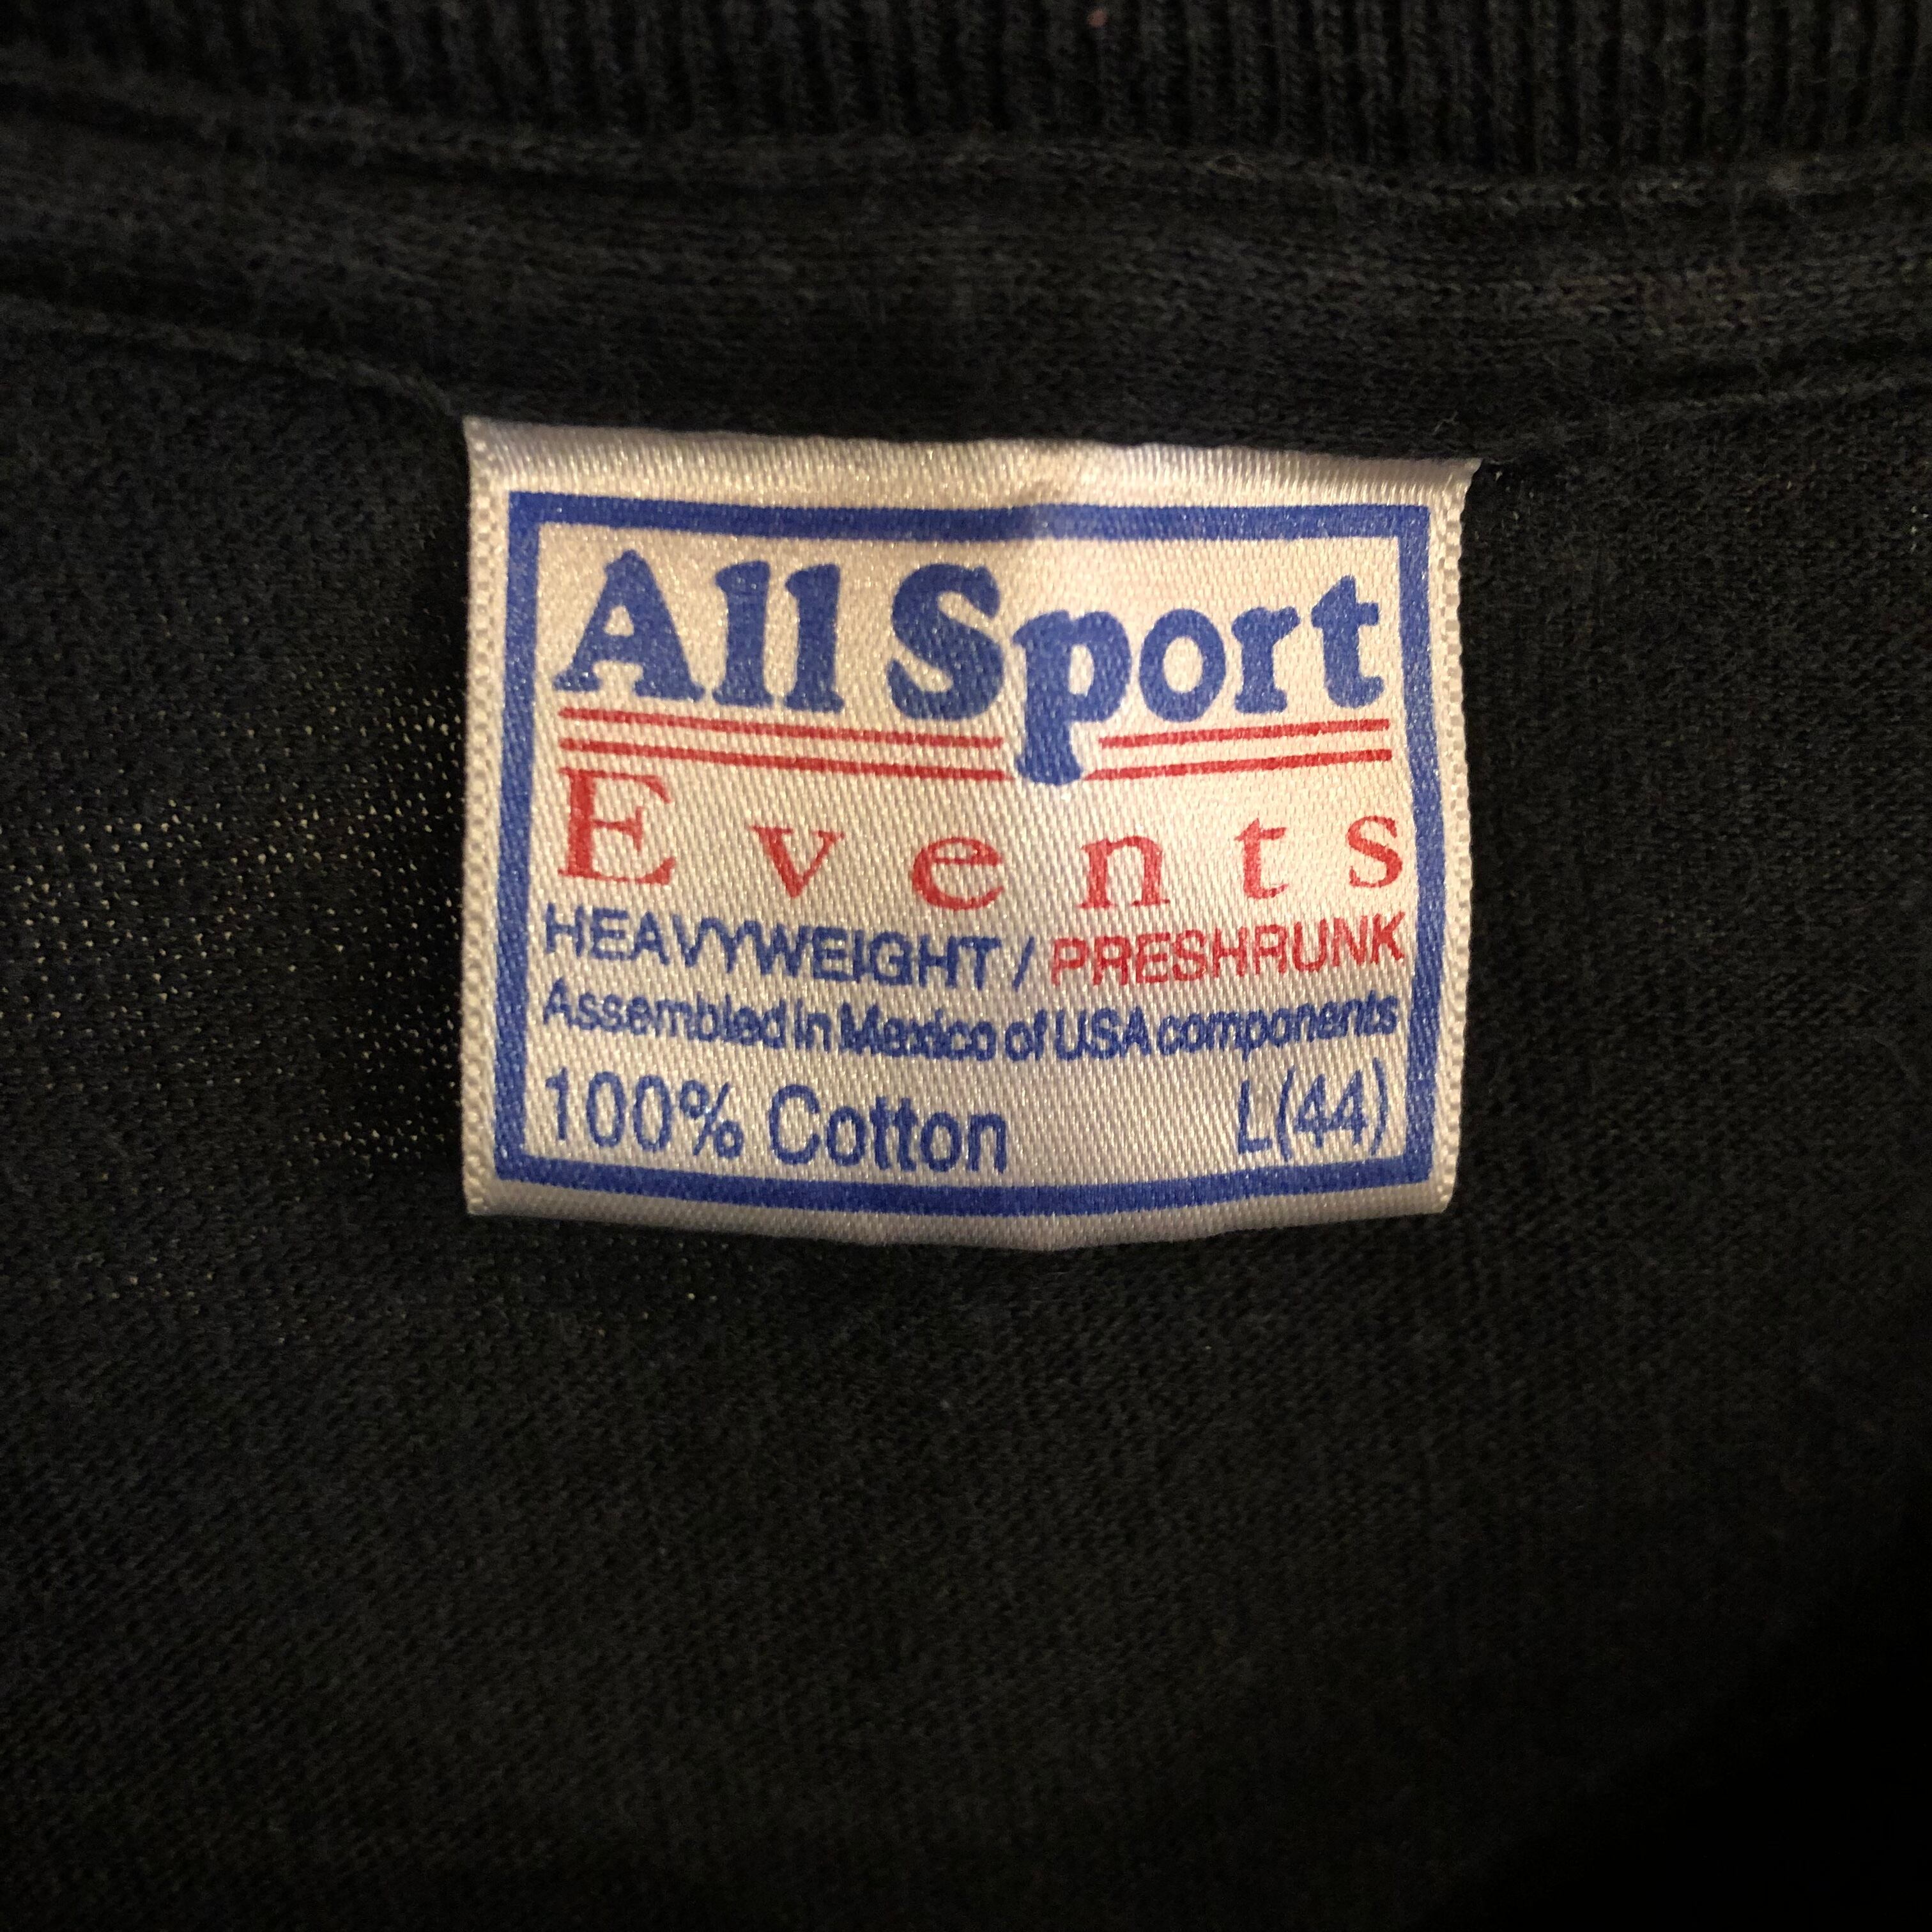 All Sport
Events
HEAVYWEIGHT / PRESHRUNK
Assembled in Mexico of USA components
100% Cotton L(44)